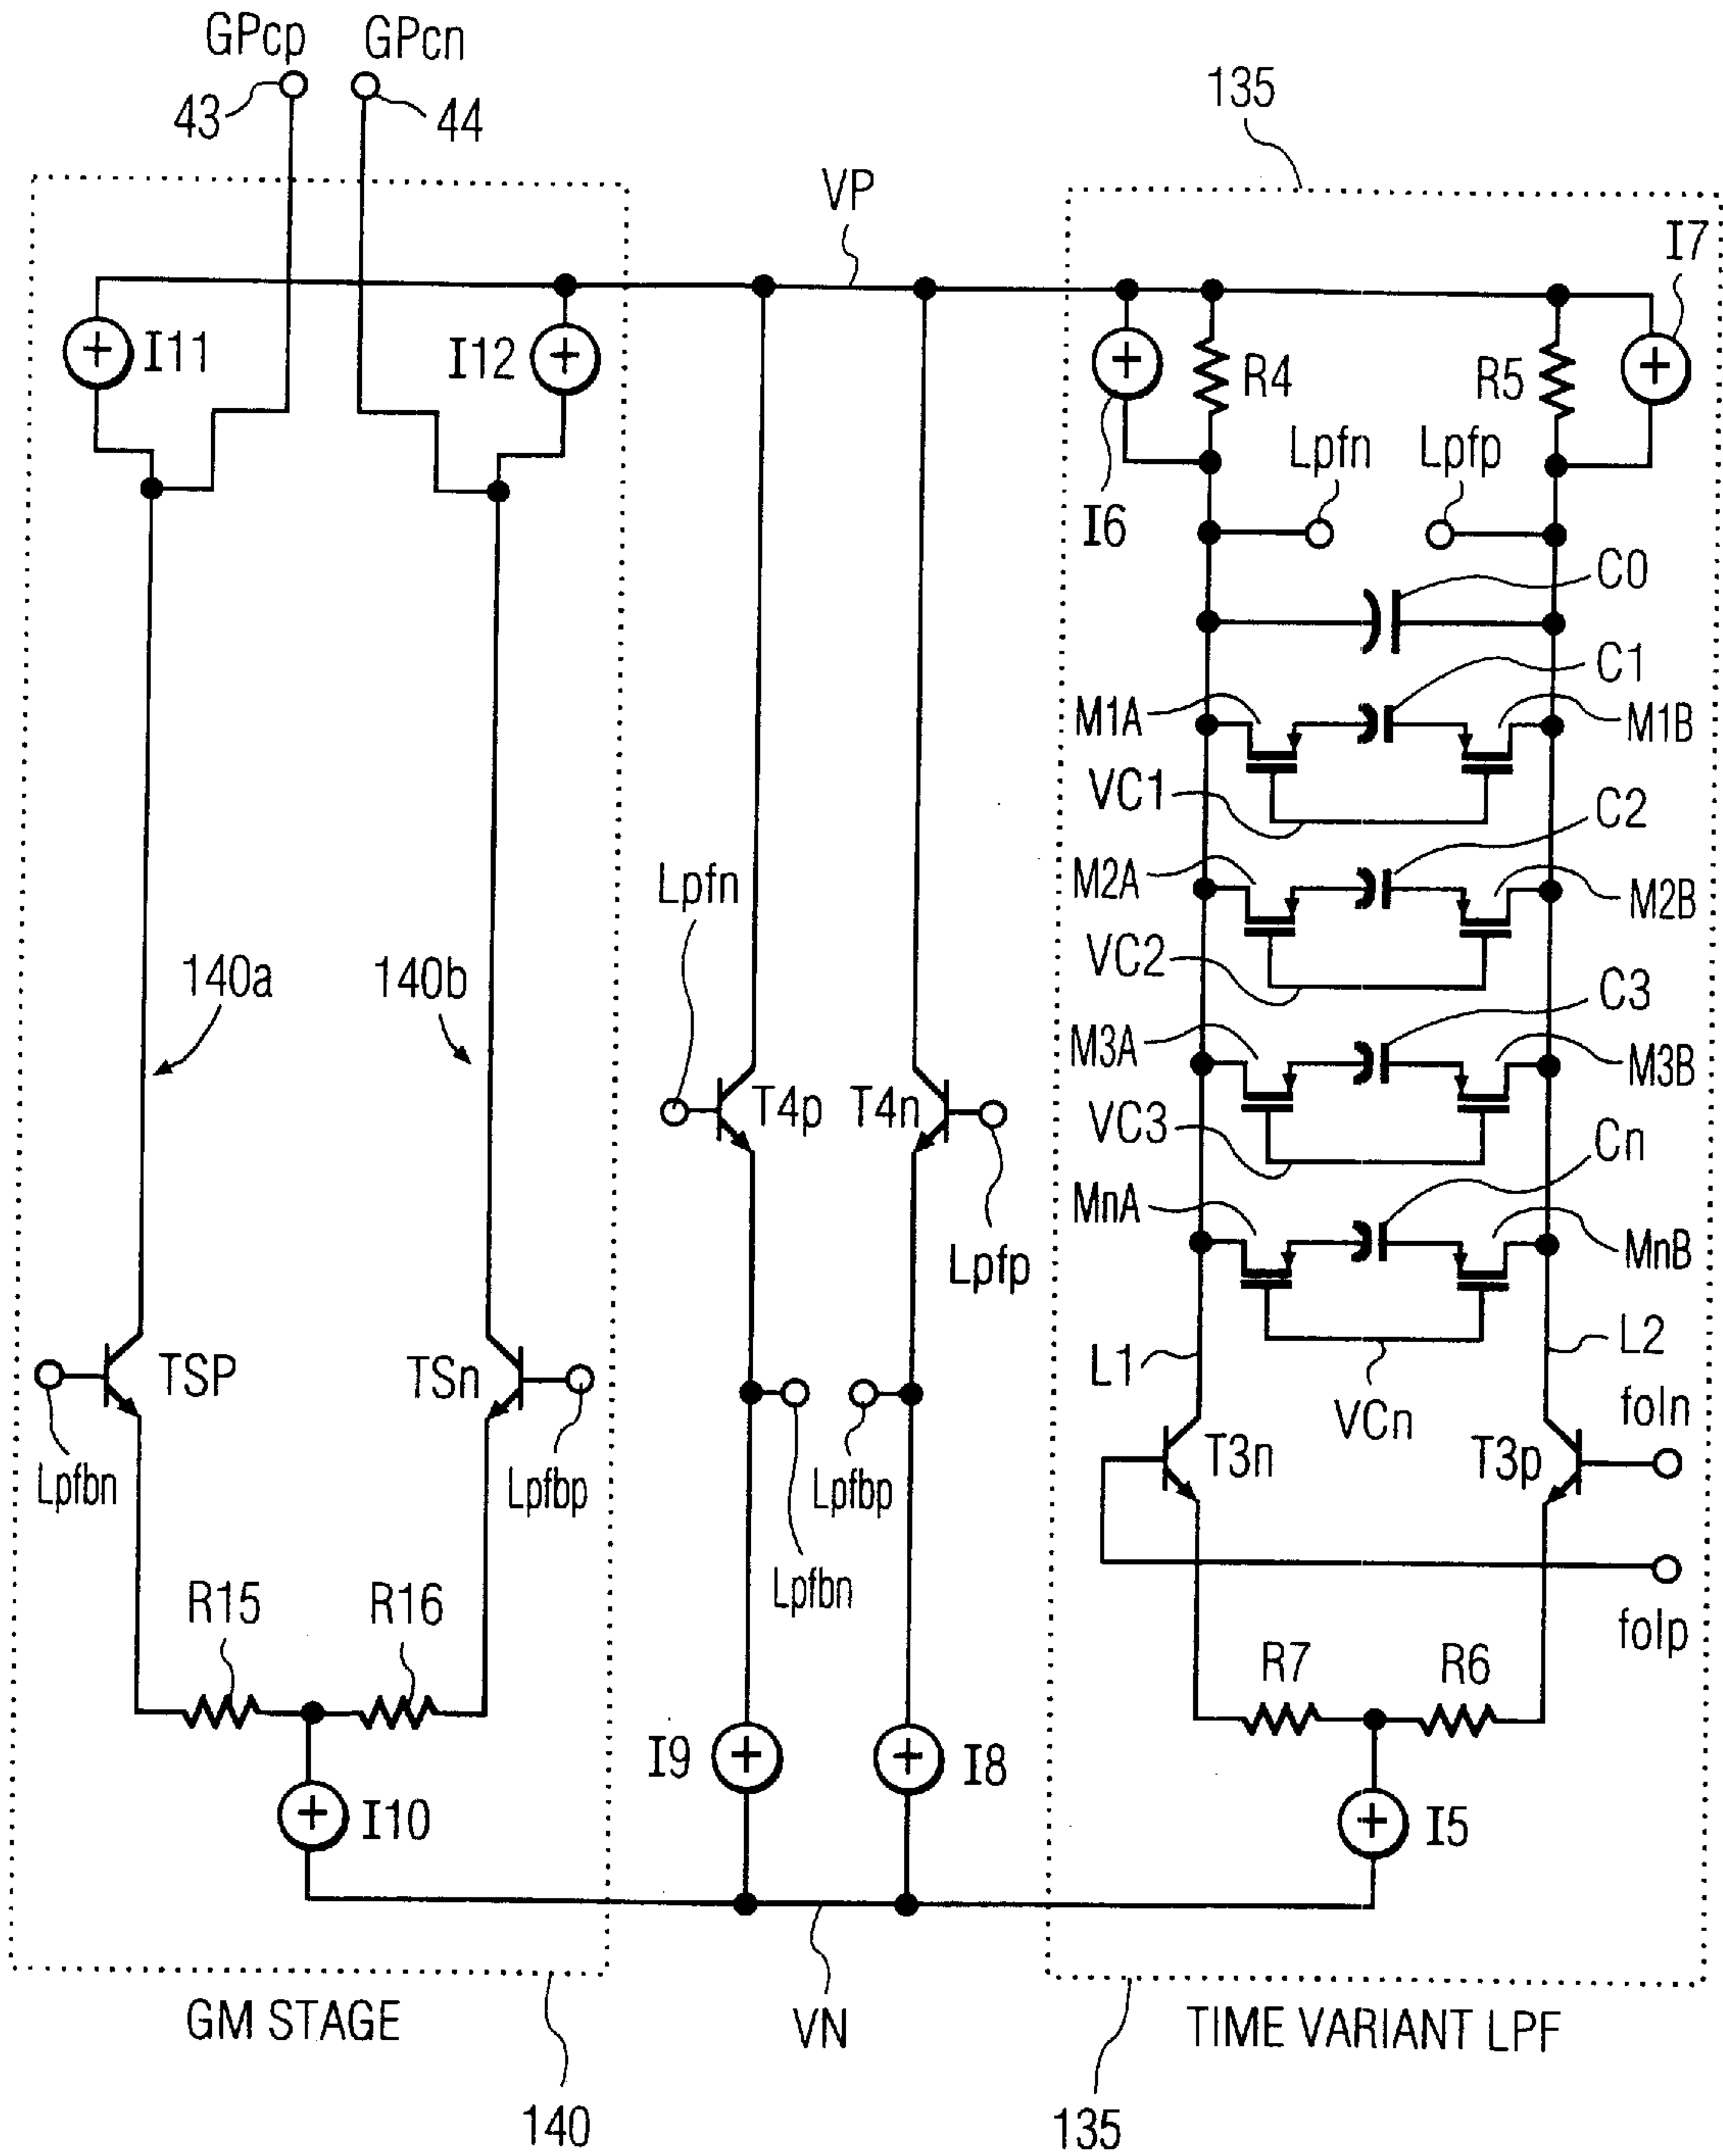 GPcp GPcn
43 44
135
VP
I7
I11 I12
R4 R5
Lpfn Lpfp
I6
C0
C1
M1A M1B
VC1
C2
M2A M2B
VC2
Lpfn
140a 140b
C3
M3A M3B
VC3
T4p T4n
Cn
MnA MnB
Lpfp
L1 L2
VCn
TSP TSn
foIn
T3n T3p
Lpfbn Lpfbp Lpfbp
Lpfbn
foIp
R15 R16
R7 R6
I9 I8
I10 I5
GM STAGE VN TIME VARIANT LPF
140 135